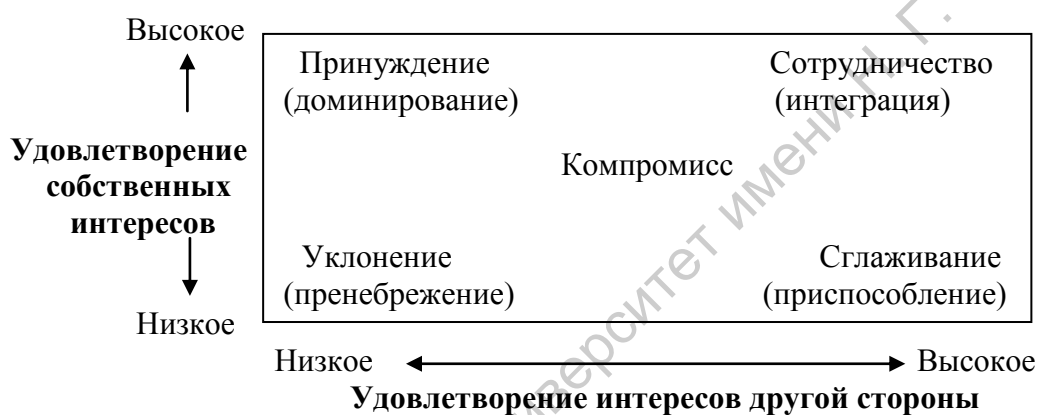 Высокое
Принуждение Сотрудничество
(доминирование) (интеграция)
Удовлетворение
собственных
интересов
Компромисс
Уклонение Сглаживание
(пренебрежение) (приспособление)
Низкое
Низкое Высокое
Удовлетворение интересов другой стороны
имени Н. Г.